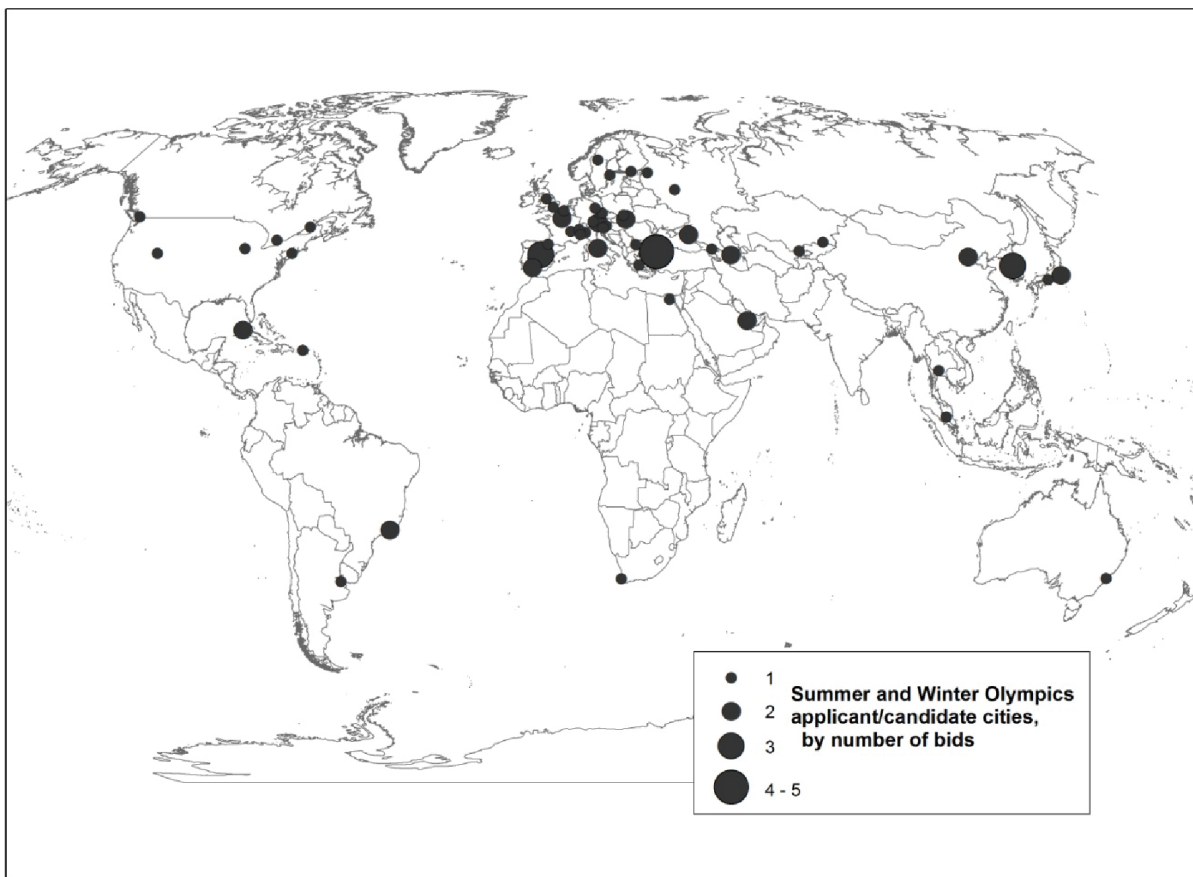 1
2
3
4 - 5
Summer and Winter Olympics
applicant/candidate cities,
by number of bids